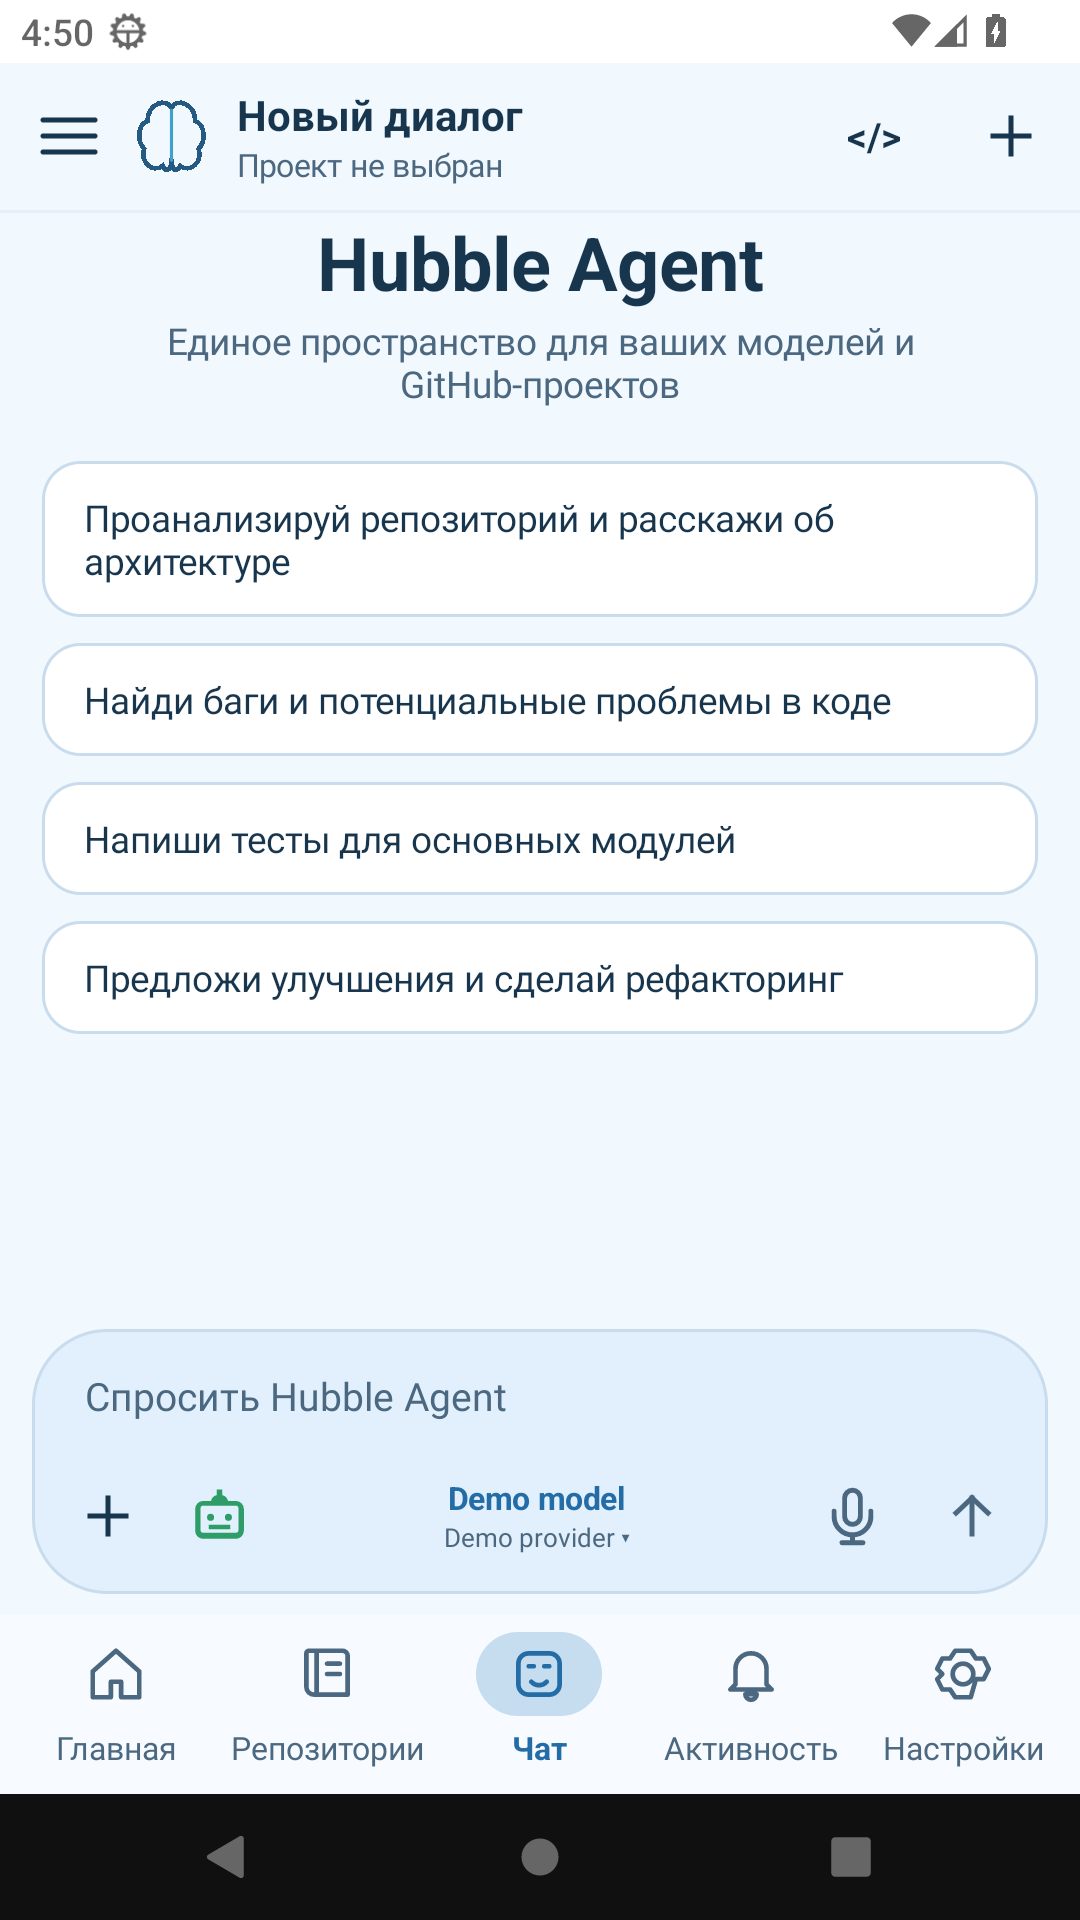 4:50
Новый диалог
Проект не выбран
</>
Hubble Agent
Единое пространство для ваших моделей и
GitHub-проектов
Проанализируй репозиторий и расскажи об
архитектуре
Найди баги и потенциальные проблемы в коде
Напиши тесты для основных модулей
Предложи улучшения и сделай рефакторинг
Спросить Hubble Agent
Demo model
Demo provider ▾
Главная
Репозитории
Чат
Активность
Настройки